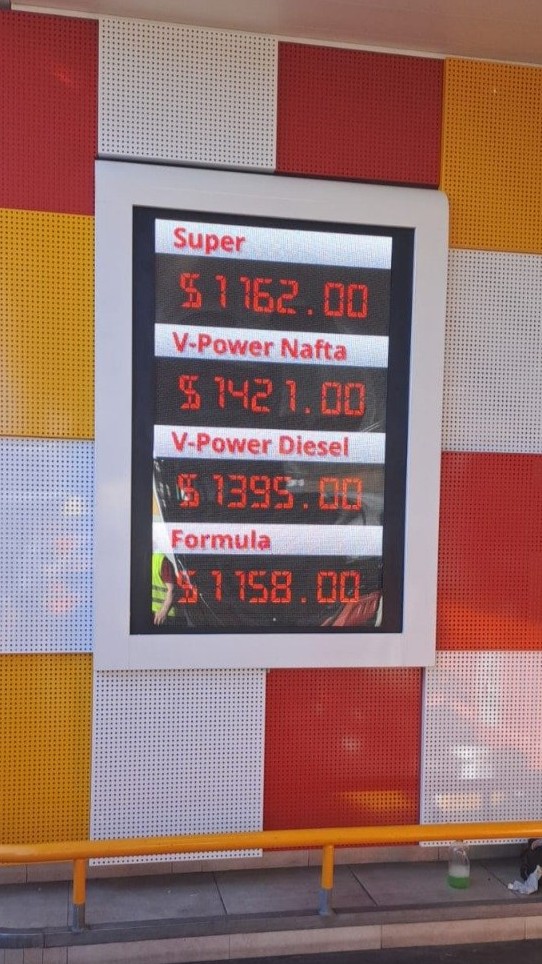 Super
$1162.00
V-Power Nafta
$1421.00
V-Power Diesel
$1395.00
Formula
$1158.00